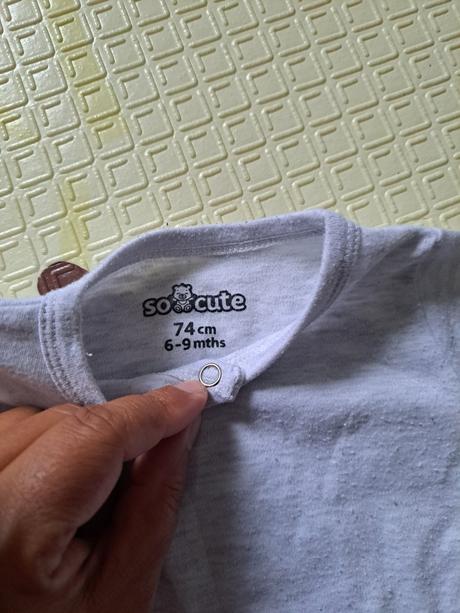 so cute
74 cm
6-9 mths